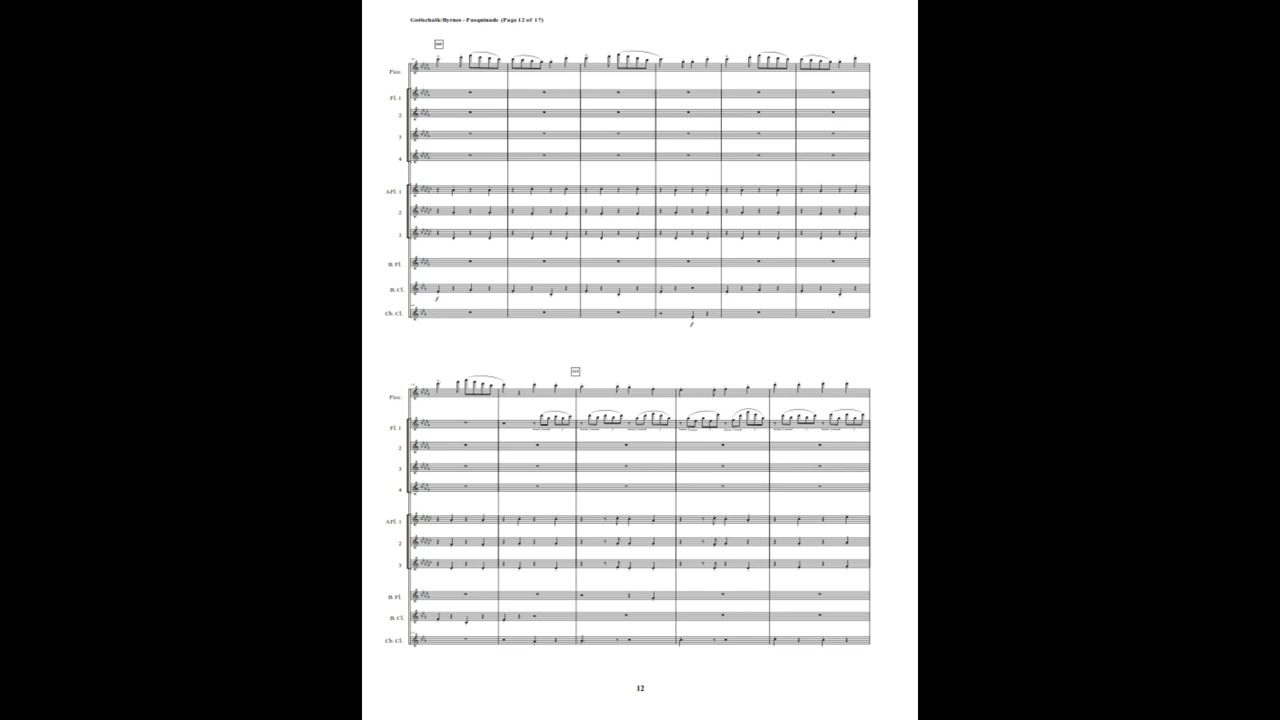 Gottschalk/Byrnes - Pasquinade (Page 12 of 17)
Picc.
Fl. 1
2
3
4
AFl. 1
2
3
B. Fl.
B. Cl.
f
Cb. Cl.
f
Picc.
Fl. 1
2
3
4
AFl. 1
2
3
B. Fl.
B. Cl.
Cb. Cl.
12